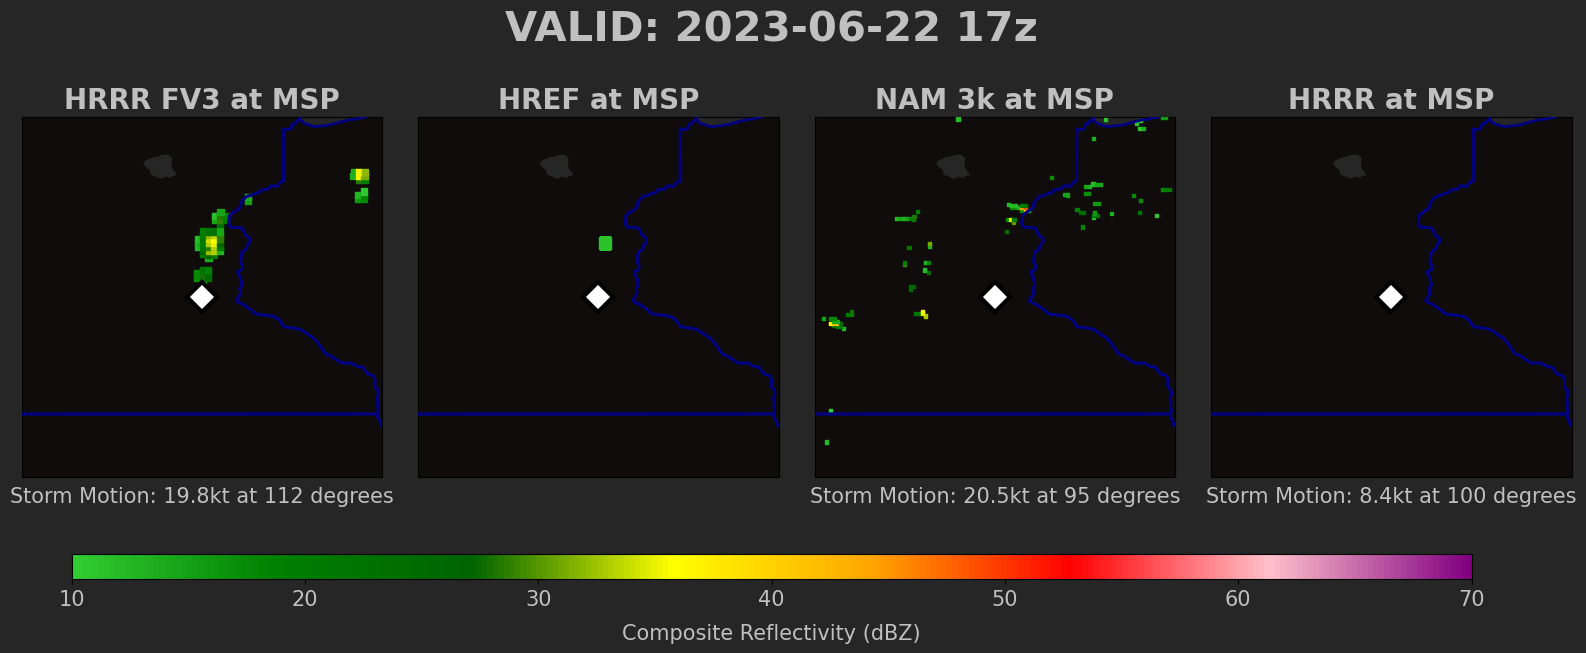 VALID: 2023-06-22 17z
HRRR FV3 at MSP
HREF at MSP
NAM 3k at MSP
HRRR at MSP
Storm Motion: 19.8kt at 112 degrees
Storm Motion: 20.5kt at 95 degrees
Storm Motion: 8.4kt at 100 degrees
10 20 30 40 50 60 70
Composite Reflectivity (dBZ)